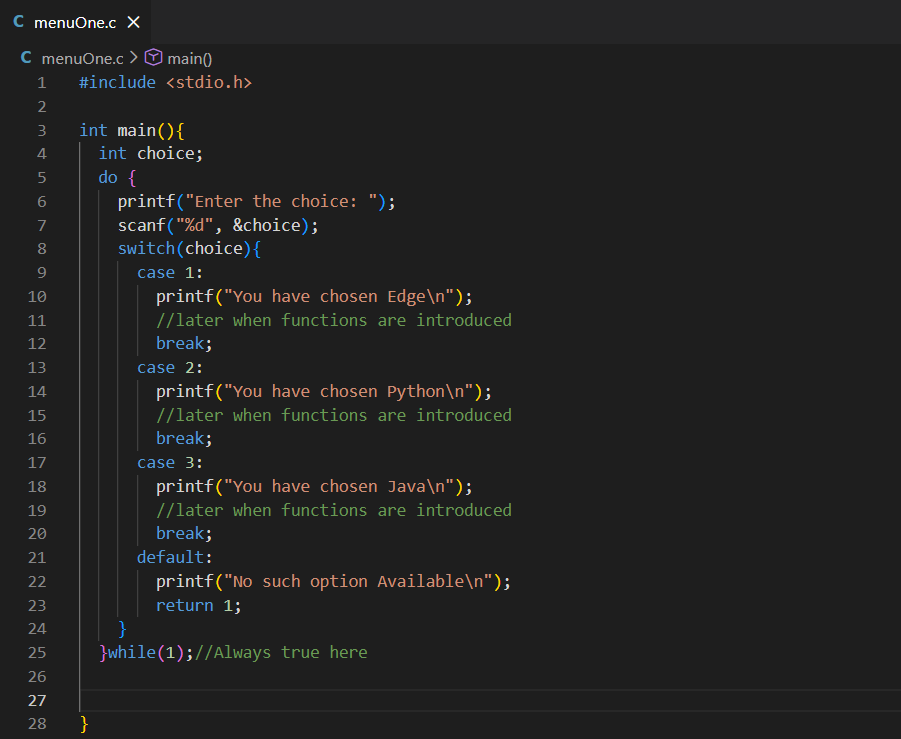 C menuOne.c ×
C menuOne.c > main()
1 #include <stdio.h>
2
3 int main(){
4   int choice;
5   do {
6     printf("Enter the choice: ");
7     scanf("%d", &choice);
8     switch(choice){
9       case 1:
10         printf("You have chosen Edge\n");
11         //later when functions are introduced
12         break;
13       case 2:
14         printf("You have chosen Python\n");
15         //later when functions are introduced
16         break;
17       case 3:
18         printf("You have chosen Java\n");
19         //later when functions are introduced
20         break;
21       default:
22         printf("No such option Available\n");
23         return 1;
24     }
25   }while(1);//Always true here
26
27
28 }